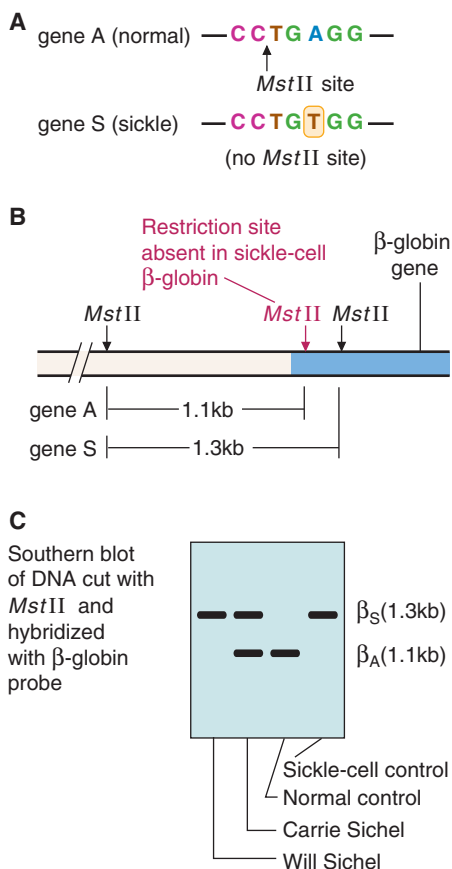 A
gene A (normal) — C C T G A G G —
MstII site
gene S (sickle) — C C T G T G G —
(no MstII site)
B
Restriction site
absent in sickle-cell
β-globin
β-globin
gene
MstII
MstII
MstII
gene A
1.1kb
gene S
1.3kb
C
Southern blot
of DNA cut with
MstII and
hybridized
with β-globin
probe
βS(1.3kb)
βA(1.1kb)
Sickle-cell control
Normal control
Carrie Sichel
Will Sichel